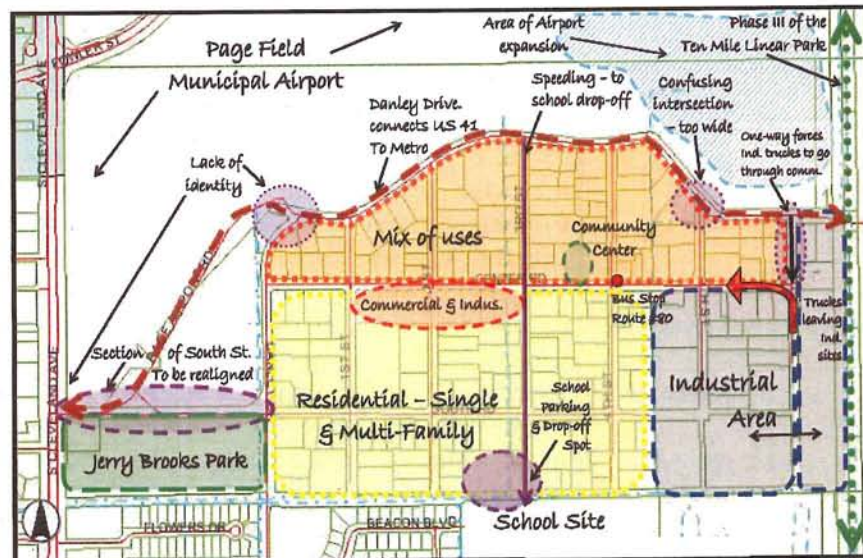 Page Field
Municipal Airport
FOWLER ST
S CLEVELAND AVE
Area of Airport
expansion
Phase III of the
Ten Mile Linear Park
Speeding - to
school drop-off
Confusing
intersection
- too wide
Danley Drive.
connects US 41
To Metro
One-way forces
Ind. trucks to go
through comm.
Lack of
identity
Mix of uses
Community
Center
CENTER RD
Commercial & Indus.
Bus Stop
Route #80
Trucks
leaving
Ind.
sites
Section of South St.
To be realigned
S CLEVELAND AVE
Residential - Single
& Multi-Family
School
Parking
& Drop-off
Spot
Industrial
Area
Jerry Brooks Park
School Site
FLOWERS DR
BEACON BLVD